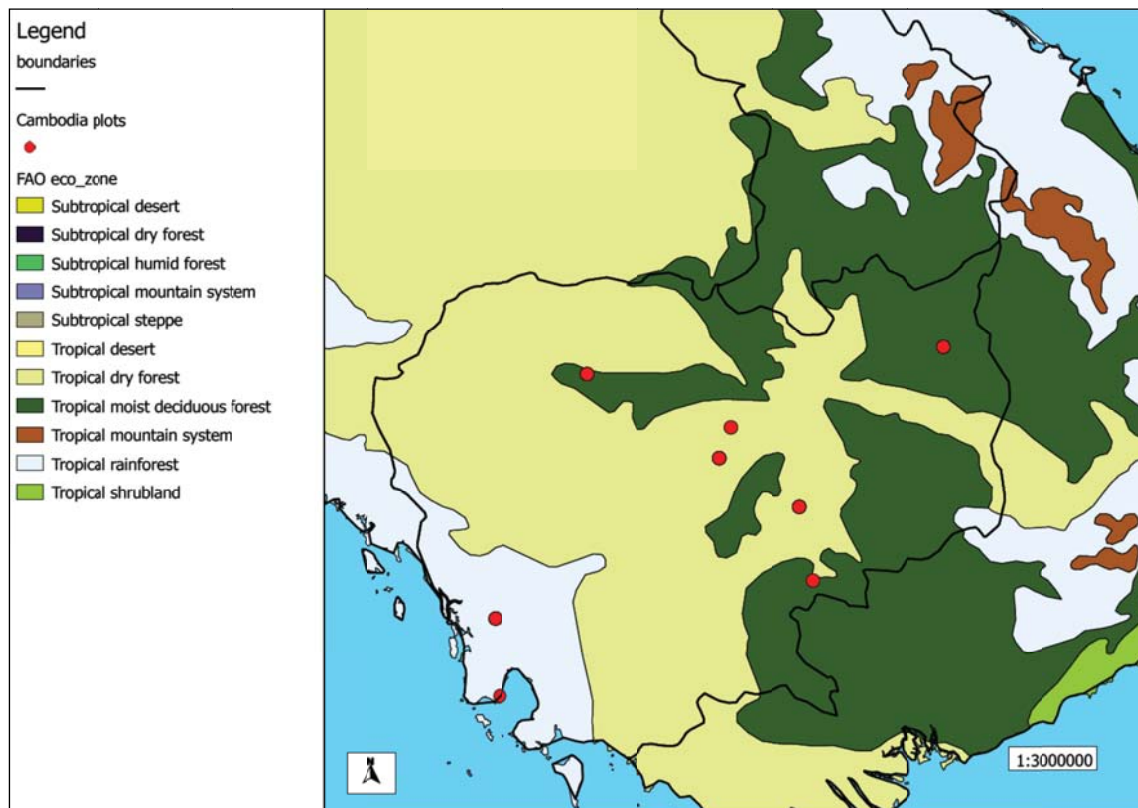 Legend
boundaries
Cambodia plots
FAO eco_zone
Subtropical desert
Subtropical dry forest
Subtropical humid forest
Subtropical mountain system
Subtropical steppe
Tropical desert
Tropical dry forest
Tropical moist deciduous forest
Tropical mountain system
Tropical rainforest
Tropical shrubland
N
1:3000000